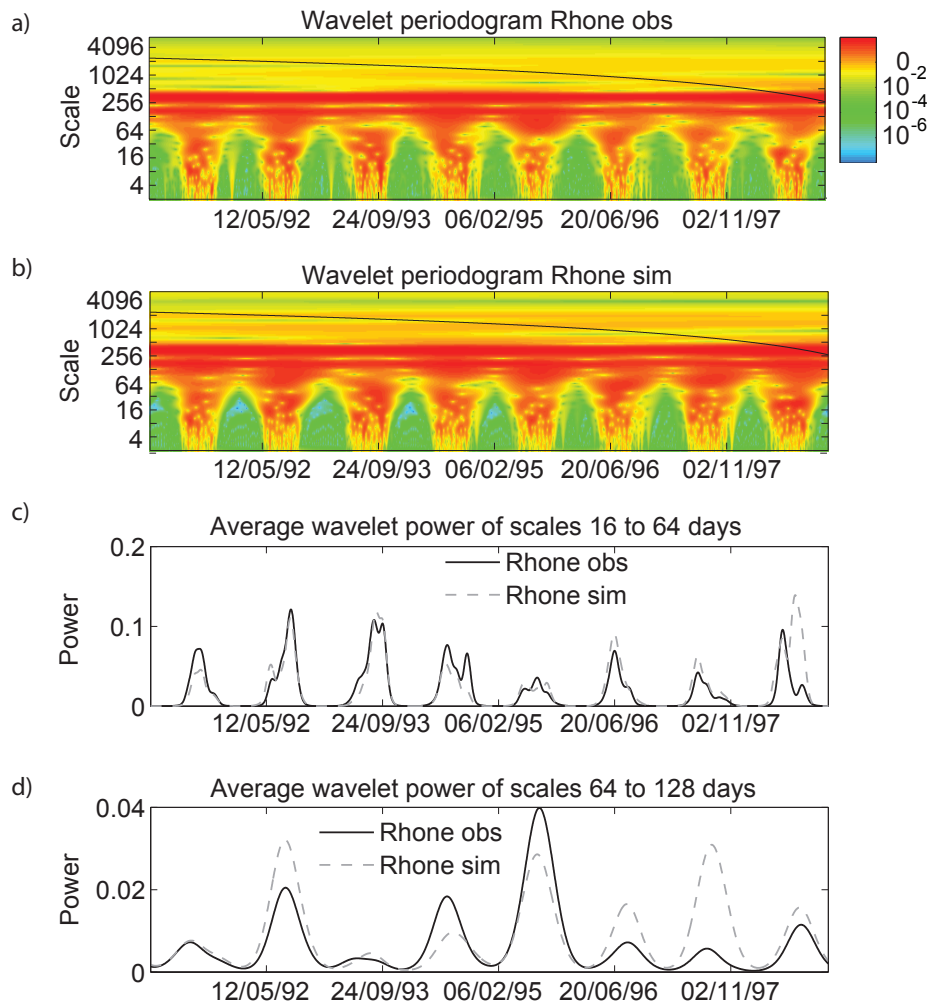 a)
Wavelet periodogram Rhone obs
Scale
4096
1024
256
64
16
4
12/05/92 24/09/93 06/02/95 20/06/96 02/11/97
0
10-2
10-4
10-6
b)
Wavelet periodogram Rhone sim
Scale
4096
1024
256
64
16
4
12/05/92 24/09/93 06/02/95 20/06/96 02/11/97
c)
Average wavelet power of scales 16 to 64 days
Power
0.2
0.1
0
Rhone obs
Rhone sim
12/05/92 24/09/93 06/02/95 20/06/96 02/11/97
d)
Average wavelet power of scales 64 to 128 days
Power
0.04
0.02
0
Rhone obs
Rhone sim
12/05/92 24/09/93 06/02/95 20/06/96 02/11/97